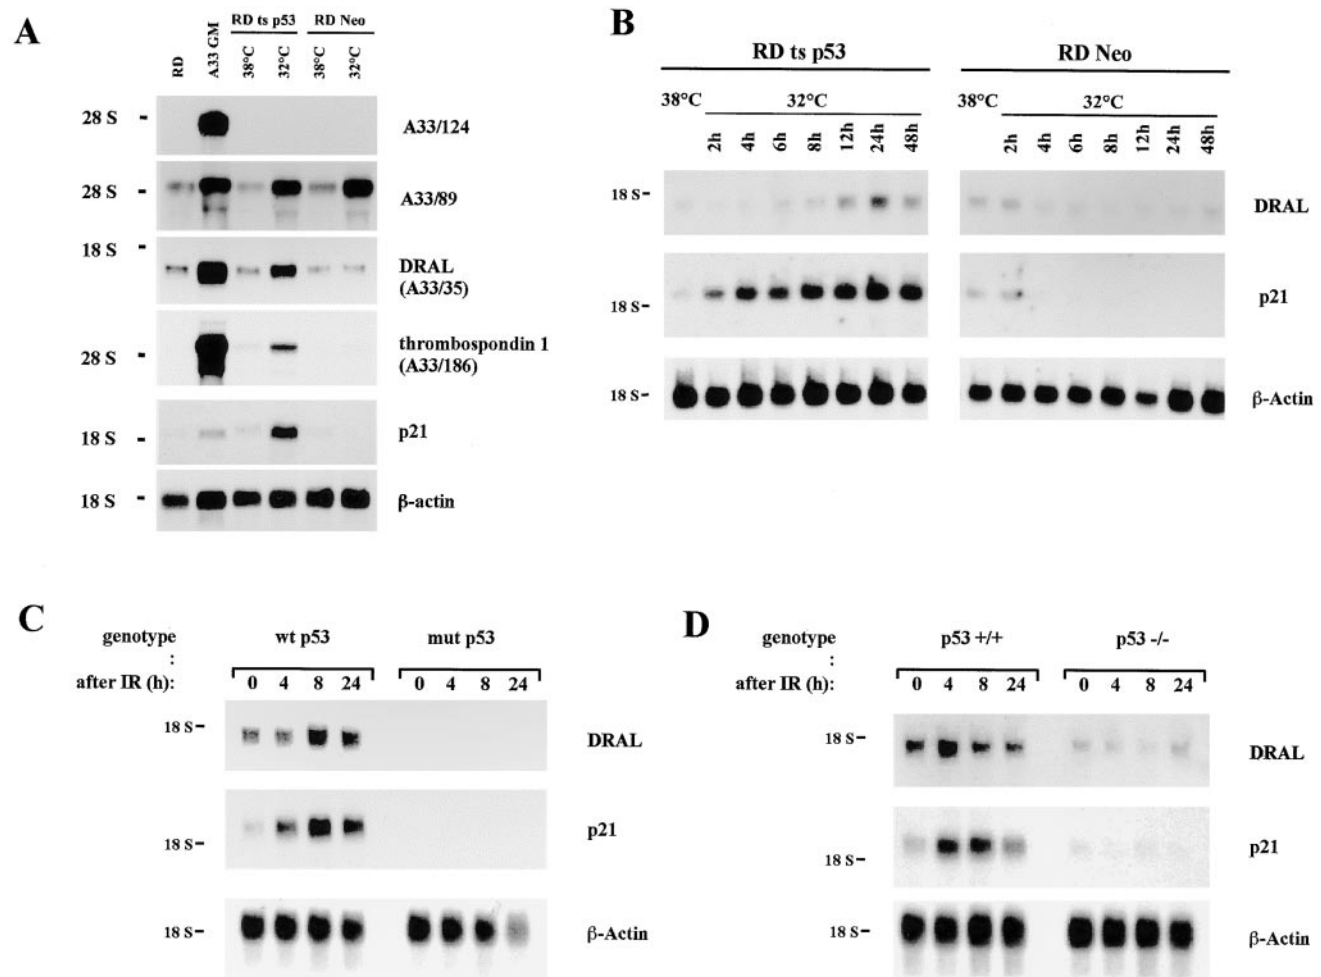 A
RD ts p53
RD Neo
RD
A33 GM
38°C
32°C
38°C
32°C
28 S
A33/124
28 S
A33/89
18 S
DRAL
(A33/35)
28 S
thrombospondin 1
(A33/186)
18 S
p21
18 S
β-actin
B
RD ts p53
RD Neo
38°C
32°C
38°C
32°C
2h 4h 6h 8h 12h 24h 48h
2h 4h 6h 8h 12h 24h 48h
18 S
DRAL
18 S
p21
18 S
β-Actin
C
genotype
:
wt p53
mut p53
after IR (h):
0 4 8 24
0 4 8 24
18 S
DRAL
18 S
p21
18 S
β-Actin
D
genotype
:
p53 +/+
p53 -/-
after IR (h):
0 4 8 24
0 4 8 24
18 S
DRAL
18 S
p21
18 S
β-Actin